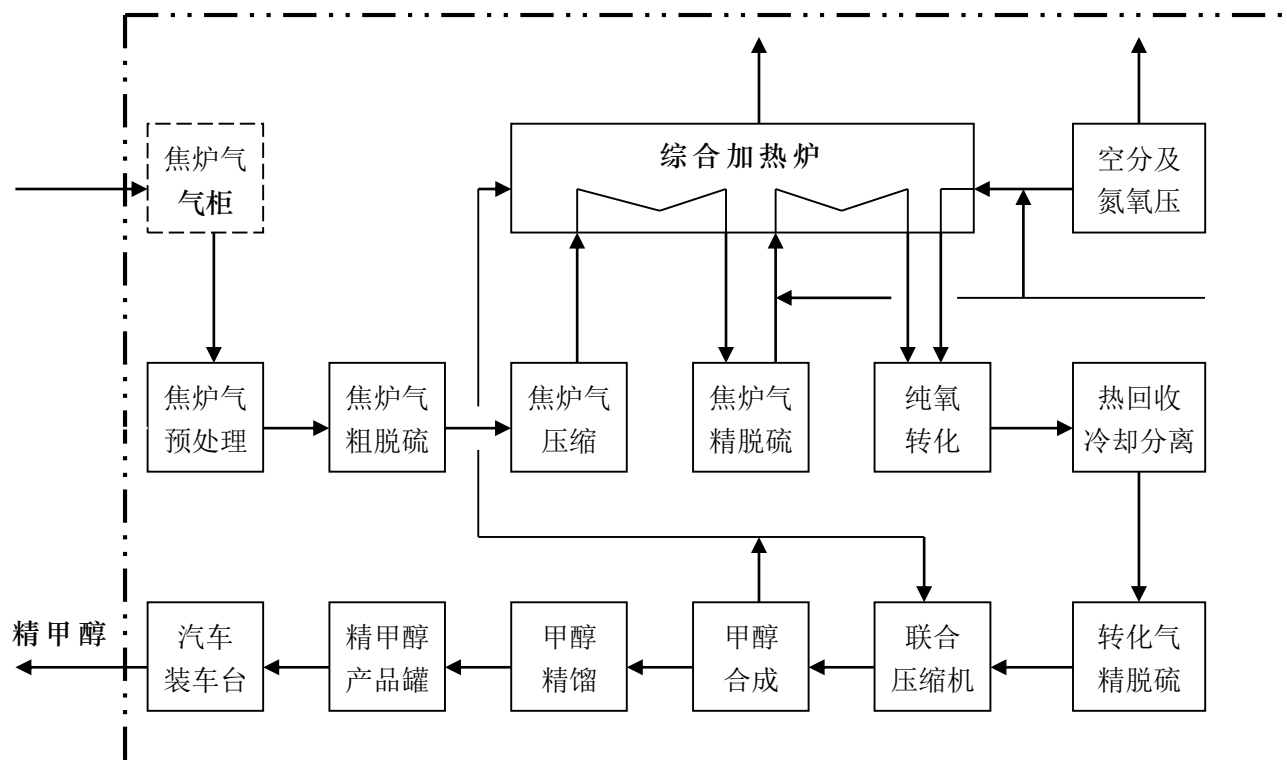 综合加热炉
焦炉气
气柜
空分及
氮氧压
焦炉气
预处理
焦炉气
粗脱硫
焦炉气
压缩
焦炉气
精脱硫
纯氧
转化
热回收
冷却分离
精甲醇
汽车
装车台
精甲醇
产品罐
甲醇
精馏
甲醇
合成
联合
压缩机
转化气
精脱硫